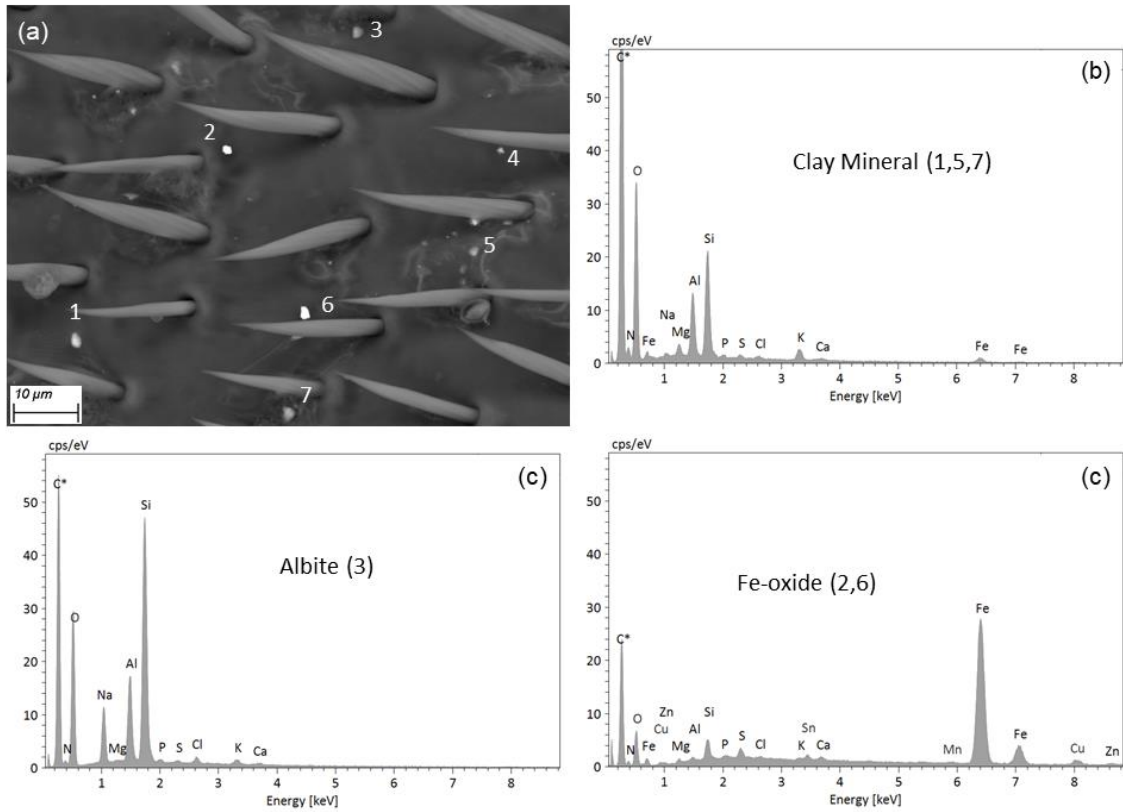 (a)
3
2
4
5
1
6
7
10 µm
cps/eV
(b)
C*
50
40
O
Clay Mineral (1,5,7)
30
20
Si
Al
10
Na
N Fe Mg P S Cl K Ca Fe Fe
0
1 2 3 4 5 6 7 8
Energy [keV]
cps/eV
(c)
C*
50
Si
40
Albite (3)
30
O
20
Al
Na
10
N Mg P S Cl K Ca
0
1 2 3 4 5 6 7 8
Energy [keV]
cps/eV
(c)
50
40
Fe-oxide (2,6)
30
Fe
C*
20
10
O
Zn
Cu
Si
Sn
N Fe Mg Al P S Cl K Ca Mn Fe Cu Zn
0
1 2 3 4 5 6 7 8
Energy [keV]